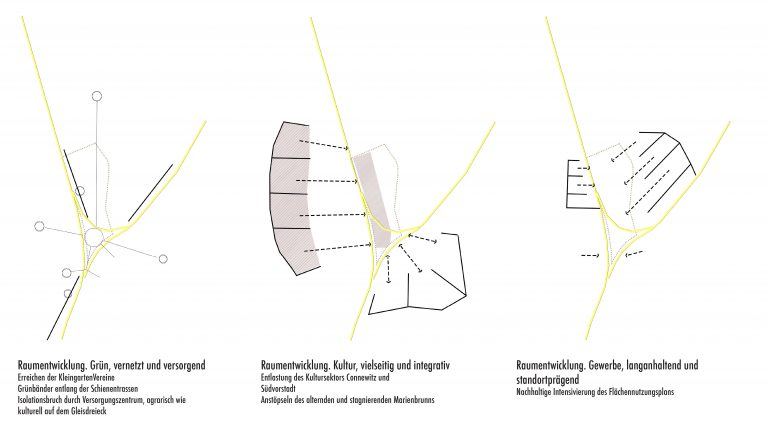 Raumentwicklung. Grün, vernetzt und versorgend
Erreichen der KleingartenVereine
Grünbänder entlang der Schienentrassen
Isolationsbruch durch Versorgungszentrum, agrarisch wie
kulturell auf dem Gleisdreieck
Raumentwicklung. Kultur, vielseitig und integrativ
Entlastung des Kultursektors Connewitz und
Südvorstadt
Anstöpseln des alternden und stagnierenden Marienbrunns
Raumentwicklung. Gewerbe, langanhaltend und
standortprägend
Nachhaltige Intensivierung des Flächennutzungsplans